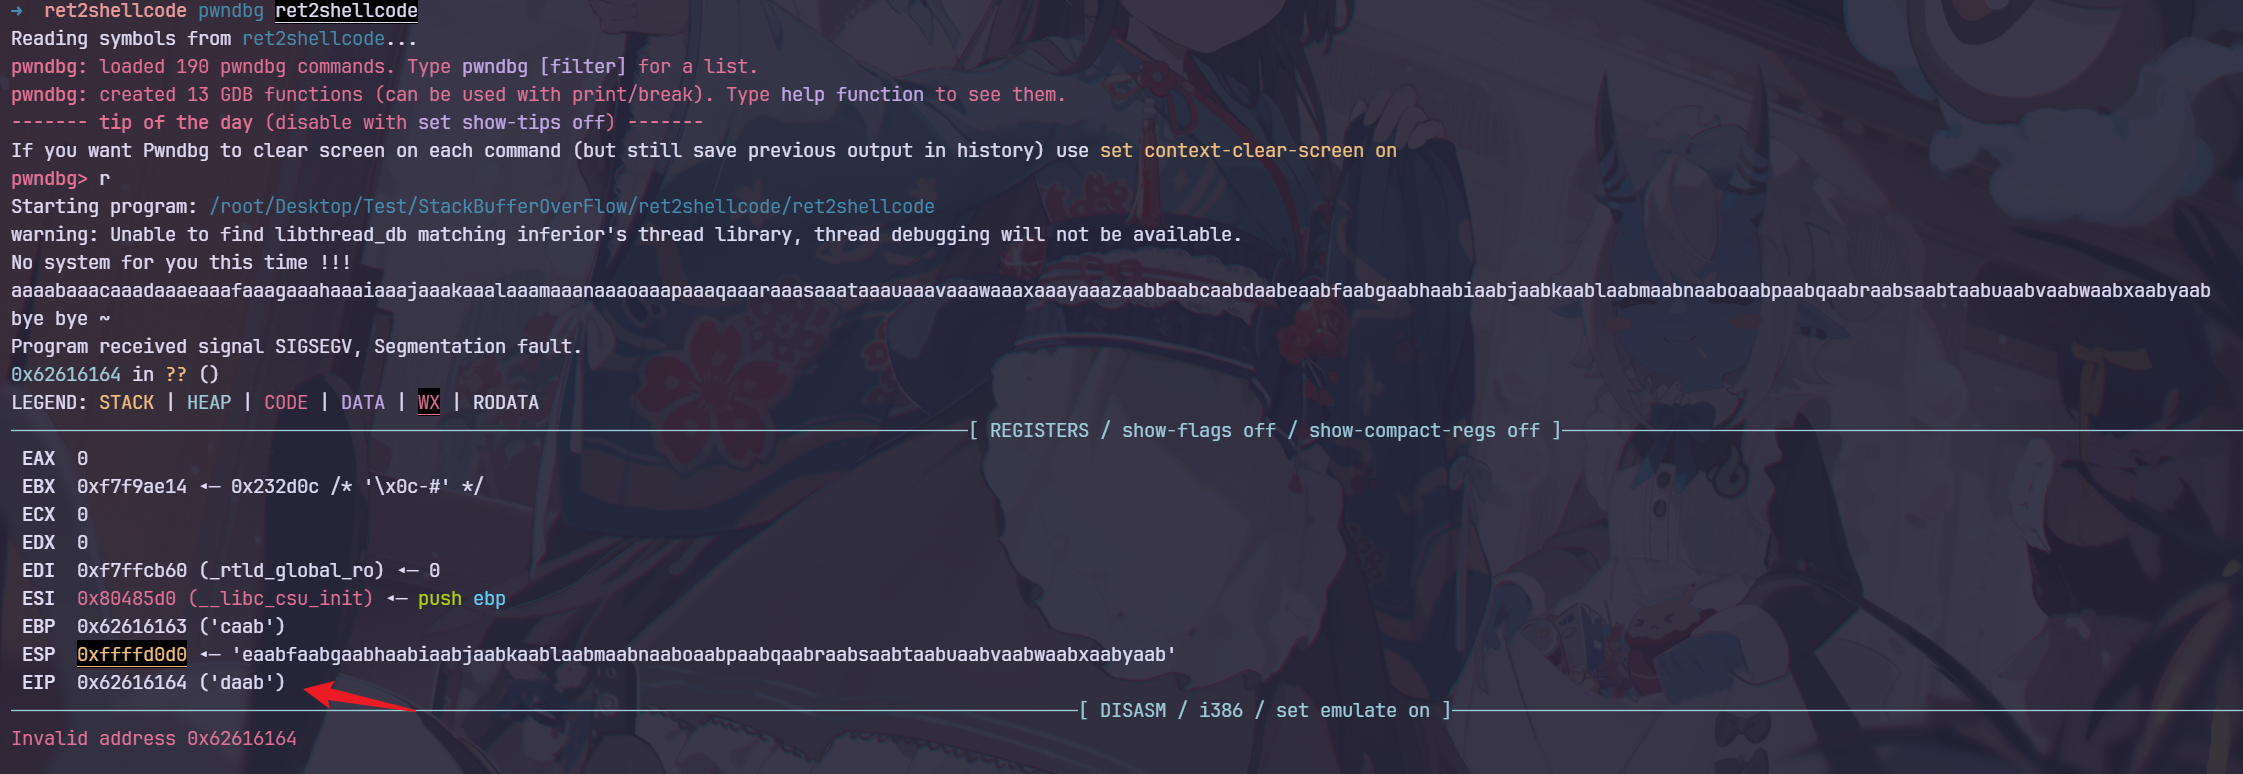 → ret2shellcode pwndbg ret2shellcode
Reading symbols from ret2shellcode...
pwndbg: loaded 190 pwndbg commands. Type pwndbg [filter] for a list.
pwndbg: created 13 GDB functions (can be used with print/break). Type help function to see them.
------- tip of the day (disable with set show-tips off) -------
If you want Pwndbg to clear screen on each command (but still save previous output in history) use set context-clear-screen on
pwndbg> r
Starting program: /root/Desktop/Test/StackBufferOverFlow/ret2shellcode/ret2shellcode
warning: Unable to find libthread_db matching inferior's thread library, thread debugging will not be available.
No system for you this time !!!
aaaabaaacaaadaaaeaaafaaagaaahaaaiaaajaaakaaalaaamaaanaaaoaaapaaaqaaaraaasaaataaauaaavaaawaaaxaaayaaazaabbaabcaabdaabeaabfaabgaabhaabiaabjaabkaablaabmaabnaaboaabpaabqaabraabsaabtaabuaabvaabwaabxaabyaab
bye bye ~
Program received signal SIGSEGV, Segmentation fault.
0x62616164 in ?? ()
LEGEND: STACK | HEAP | CODE | DATA | WX | RODATA
[ REGISTERS / show-flags off / show-compact-regs off ]
EAX 0
EBX 0xf7f9ae14 ◂— 0x232d0c /* '\x0c-#' */
ECX 0
EDX 0
EDI 0xf7ffcb60 (_rtld_global_ro) ◂— 0
ESI 0x80485d0 (__libc_csu_init) ◂— push ebp
EBP 0x62616163 ('caab')
ESP 0xffffd0d0 ◂— 'eaabfaabgaabhaabiaabjaabkaablaabmaabnaaboaabpaabqaabraabsaabtaabuaabvaabwaabxaabyaab'
EIP 0x62616164 ('daab')
[ DISASM / i386 / set emulate on ]
Invalid address 0x62616164